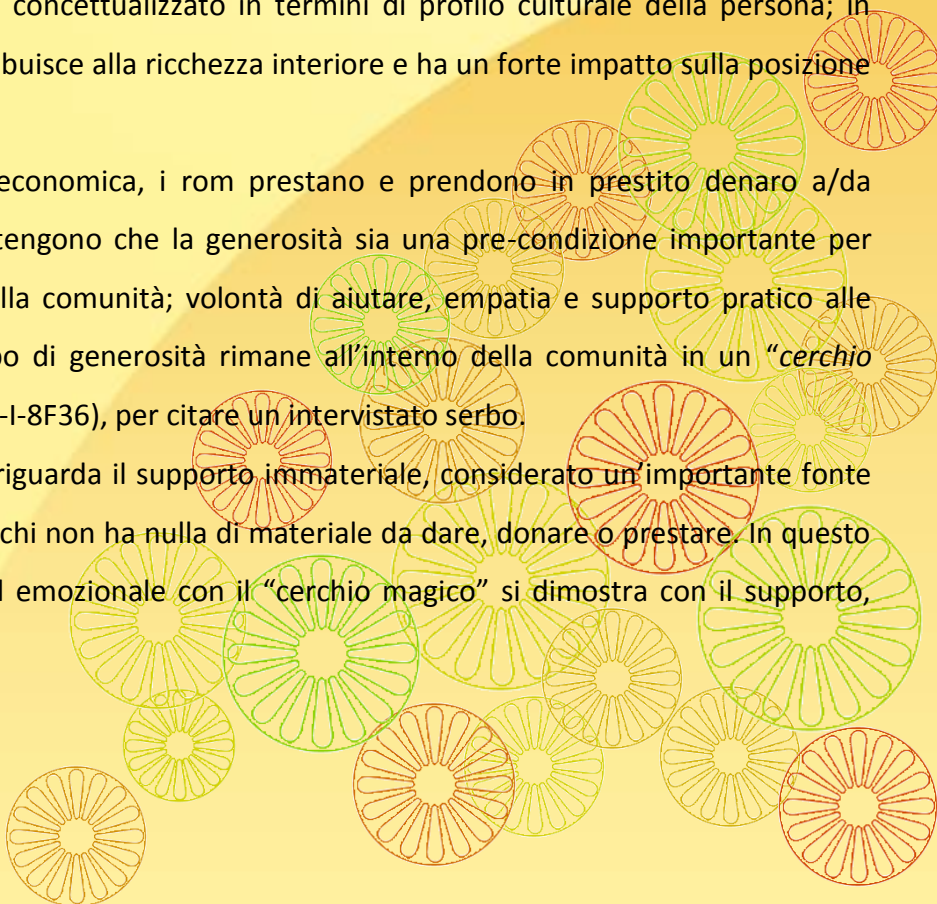 concettualizzato in termini di profilo culturale della persona; in
buisce alla ricchezza interiore e ha un forte impatto sulla posizione
economica, i rom prestano e prendono in prestito denaro a/da
tengono che la generosità sia una pre-condizione importante per
lla comunità; volontà di aiutare, empatia e supporto pratico alle
po di generosità rimane all’interno della comunità in un “cerchio
-I-8F36), per citare un intervistato serbo.
riguarda il supporto immateriale, considerato un’importante fonte
chi non ha nulla di materiale da dare, donare o prestare. In questo
d emozionale con il “cerchio magico” si dimostra con il supporto,